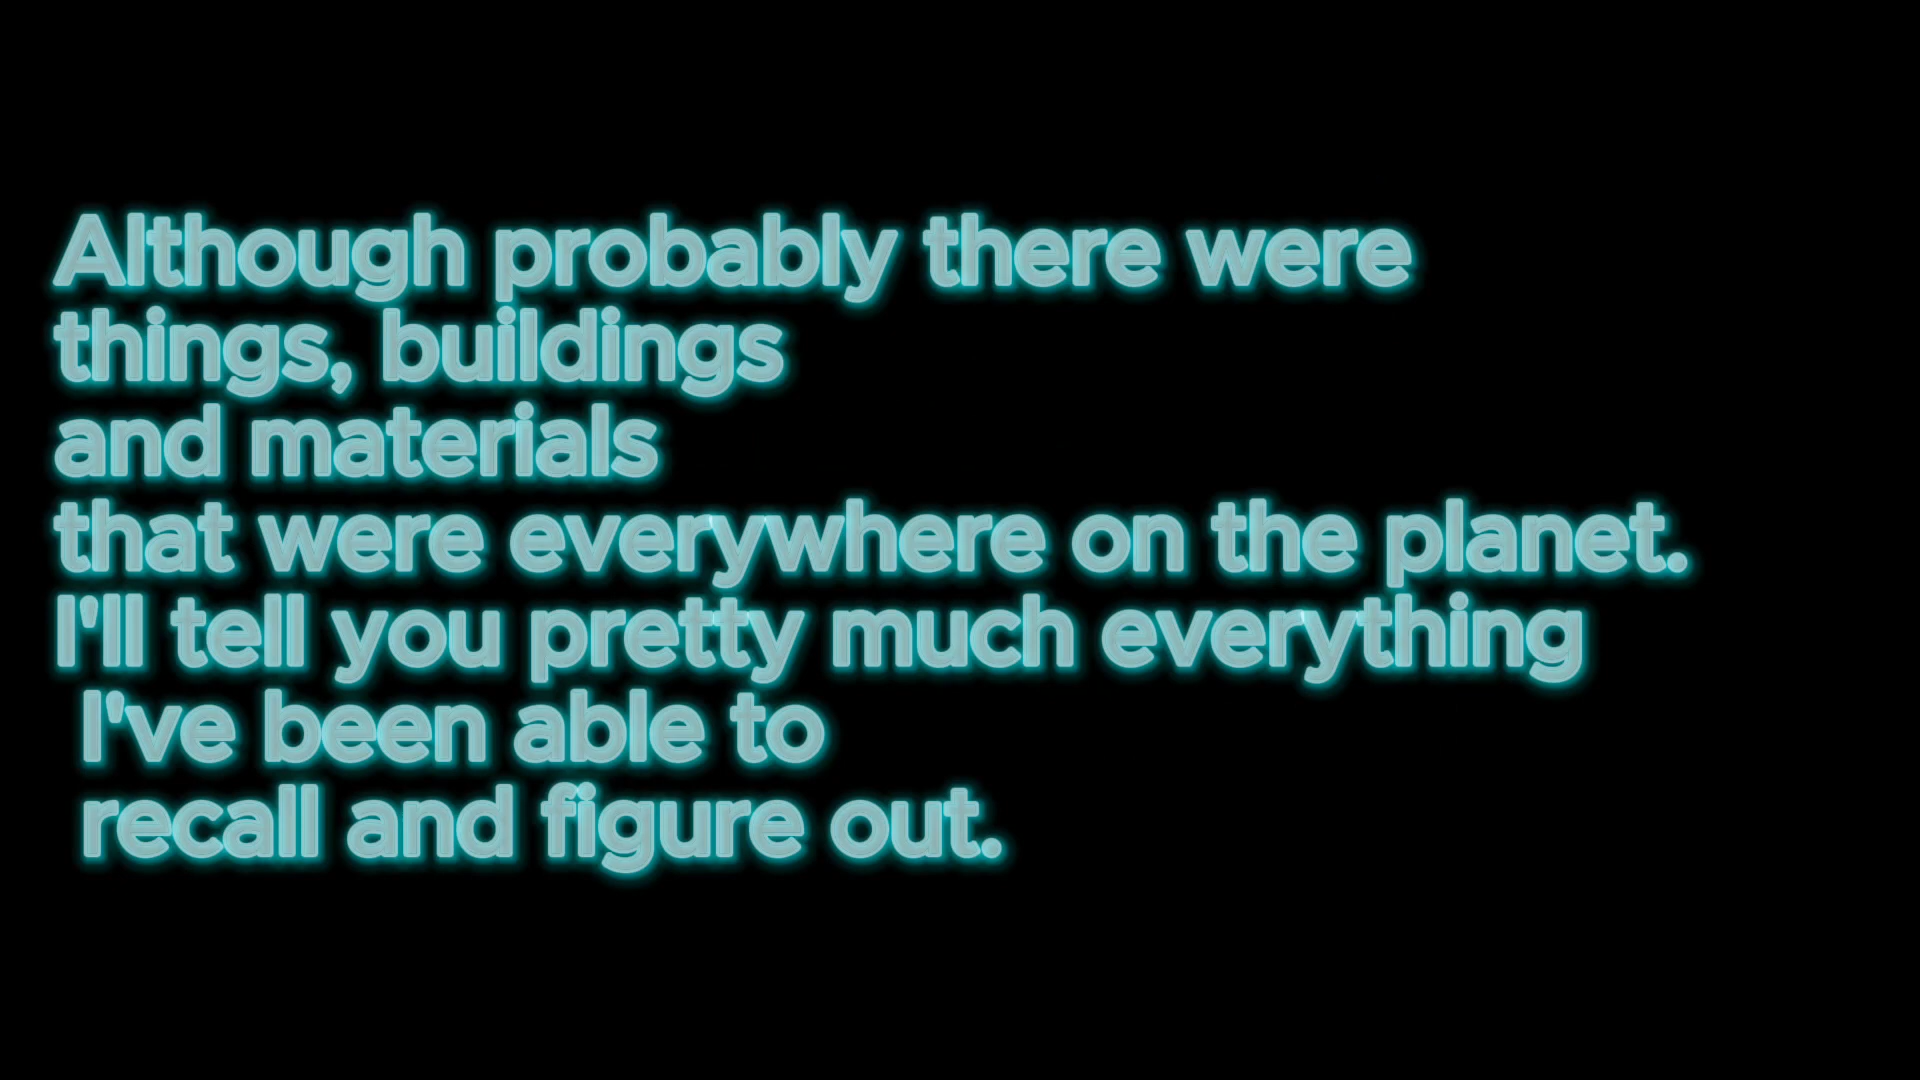 Although probably there were
things, buildings
and materials
that were everywhere on the planet.
I'll tell you pretty much everything
I've been able to
recall and figure out.